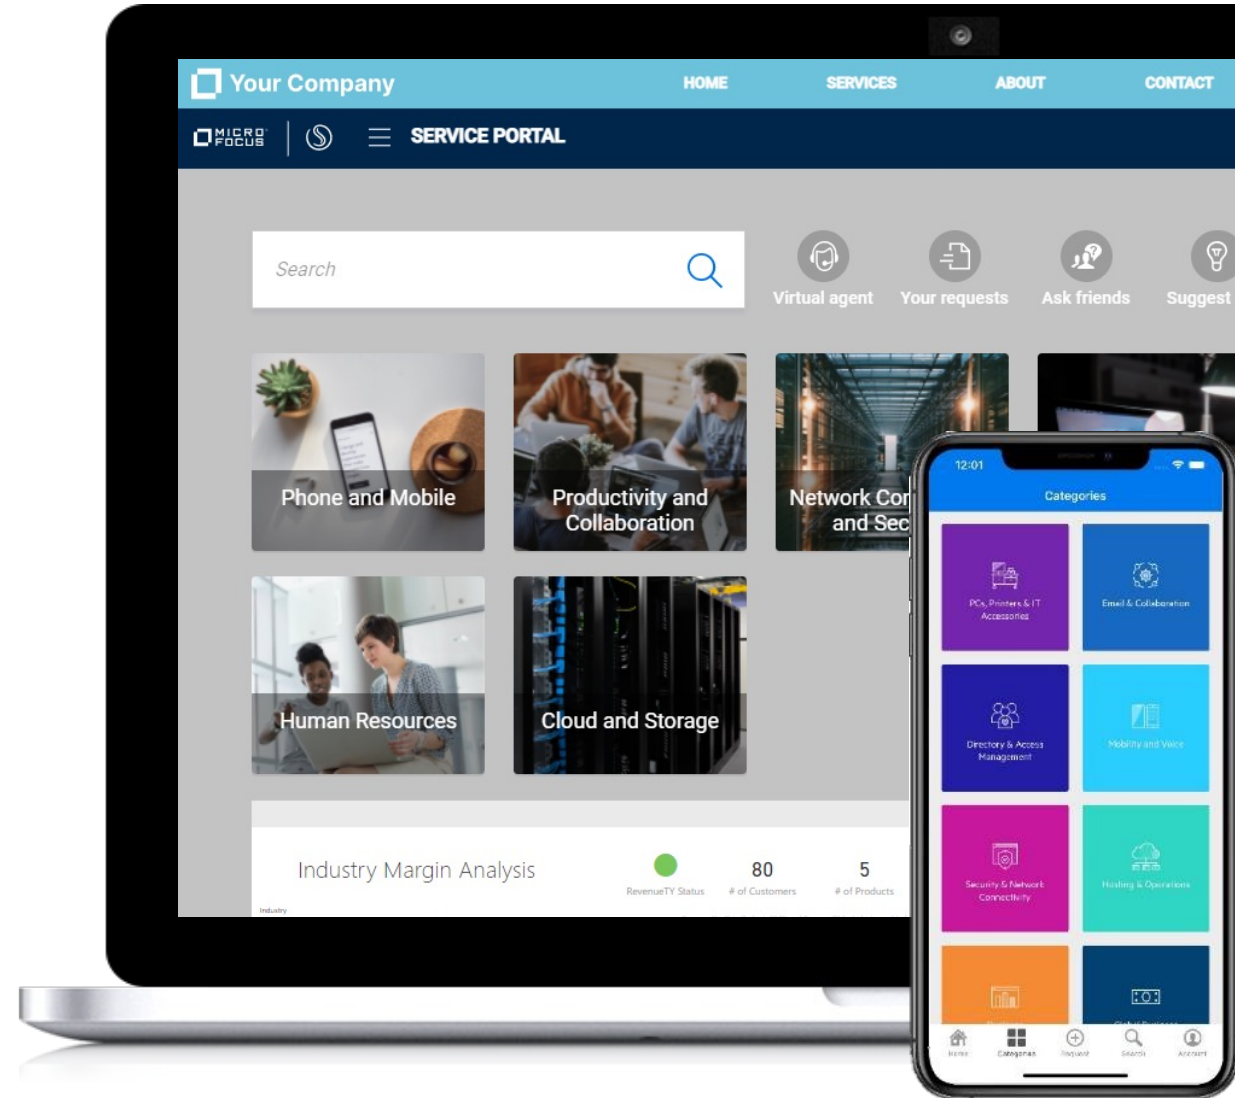 Your Company
HOME SERVICES ABOUT CONTACT
MICRO
FOCUS
SERVICE PORTAL
Search
Virtual agent Your requests Ask friends Suggest
Phone and Mobile
Productivity and
Collaboration
Network
and
Human Resources
Cloud and Storage
Industry Margin Analysis
80 5
RevenueTY Status # of Customers # of Products
Industry
12:01
Categories
PCs, Printers & IT
Accessories
Email & Collaboration
Directory & Access
Management
Mobility and Voice
Security & Network
Connectivity
Hosting & Operations
Home Categories Request Search Account